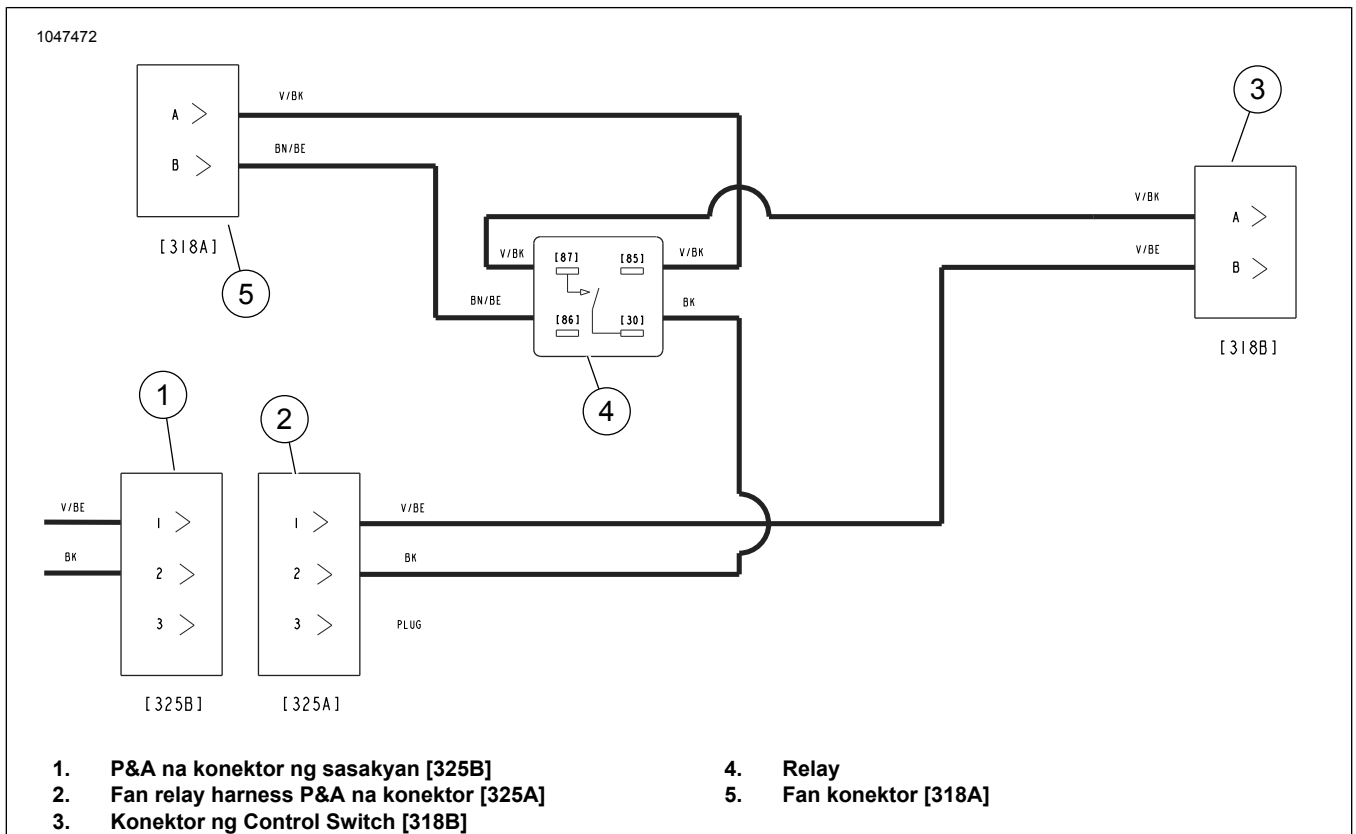 1047472
V/BK
A
BN/BE
B
[318A]
5
3
V/BK
A
V/BE
B
[318B]
V/BK
[87]
[85]
V/BK
BN/BE
[86]
[30]
BK
4
1
2
V/BE
1
BK
2
3
[325B]
1
V/BE
2
BK
3
PLUG
[325A]
1. P&A na konektor ng sasakyan [325B]
2. Fan relay harness P&A na konektor [325A]
3. Konektor ng Control Switch [318B]
4. Relay
5. Fan konektor [318A]